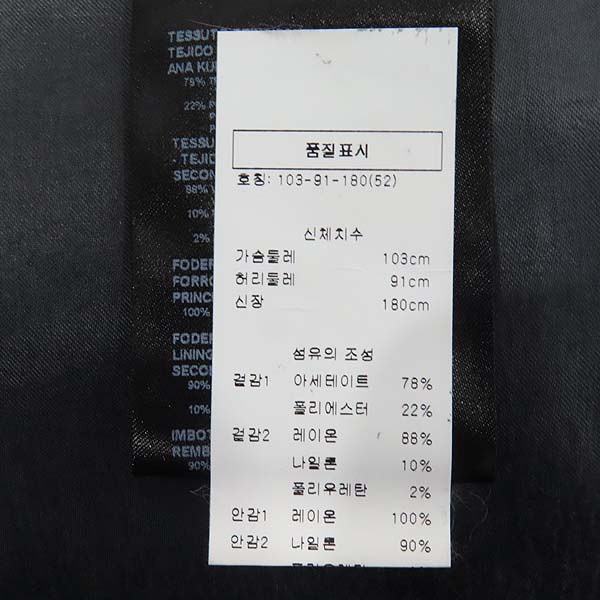 TESSUT
TEJIDO
ANA KU
78%
22%
TESSU
- TEJID
SECON
88%
10%
2%
FODER
FORRO
PRINC
100%
FODER
LINING
SECO
90%
10%
IMBOT
REMB
90%
품질표시
호칭: 103-91-180(52)
신체치수
가슴둘레 103cm
허리둘레 91cm
신장 180cm
섬유의 조성
겉감1 아세테이트 78%
폴리에스터 22%
겉감2 레이온 88%
나일론 10%
폴리우레탄 2%
안감1 레이온 100%
안감2 나일론 90%